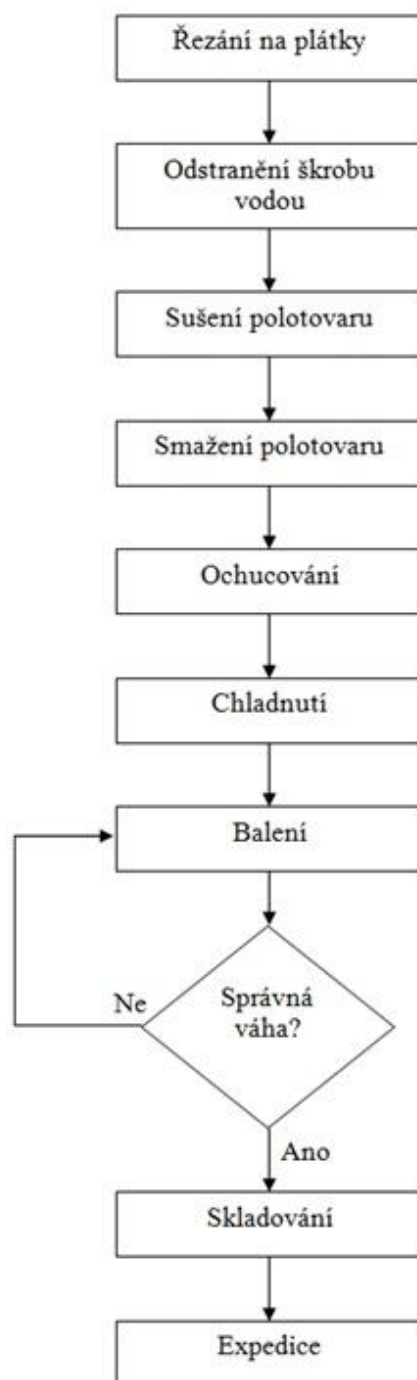 Řezání na plátky
Odstranění škrobu
vodou
Sušení polotovaru
Smažení polotovaru
Ochucování
Chladnutí
Balení
Správná
váha?
Ne
Ano
Skladování
Expedice